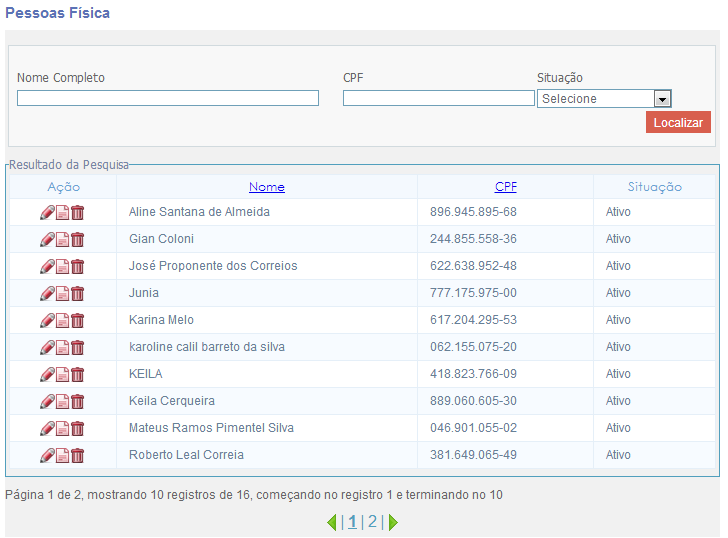 Pessoas Física
Nome Completo CPF Situação
Selecione
Localizar
Resultado da Pesquisa
Ação Nome CPF Situação
Aline Santana de Almeida 896.945.895-68 Ativo
Gian Coloni 244.855.558-36 Ativo
José Proponente dos Correios 622.638.952-48 Ativo
Junia 777.175.975-00 Ativo
Karina Melo 617.204.295-53 Ativo
karoline calil barreto da silva 062.155.075-20 Ativo
KEILA 418.823.766-09 Ativo
Keila Cerqueira 889.060.605-30 Ativo
Mateus Ramos Pimentel Silva 046.901.055-02 Ativo
Roberto Leal Correia 381.649.065-49 Ativo
Página 1 de 2, mostrando 10 registros de 16, começando no registro 1 e terminando no 10
| 1 | 2 |